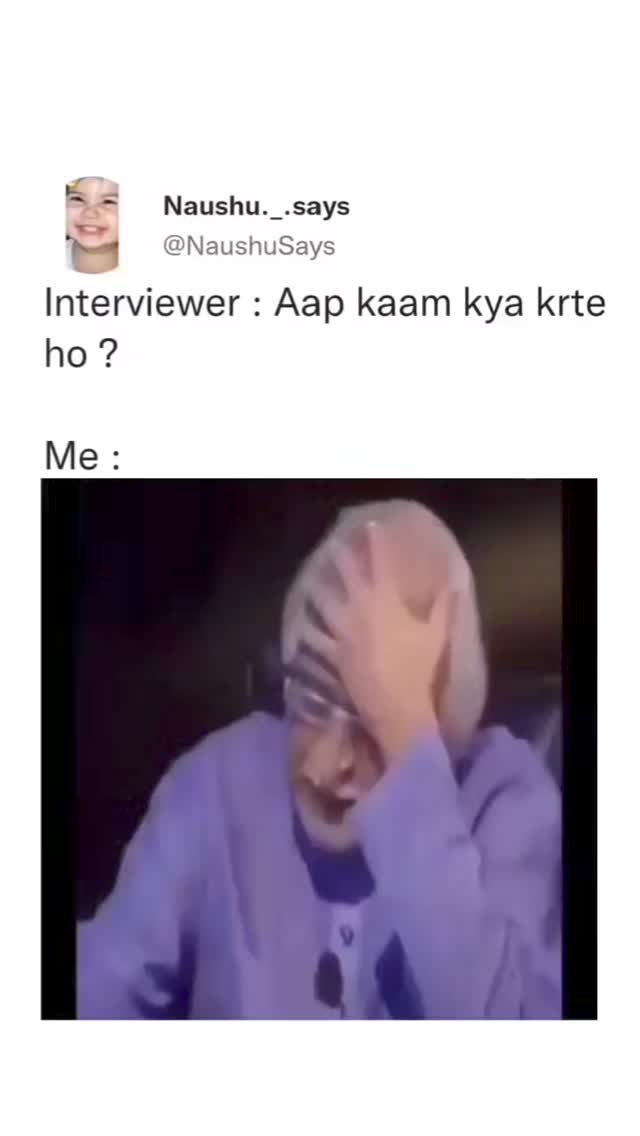 Naushu._.says
@NaushuSays
Interviewer : Aap kaam kya krte
ho ?
Me :